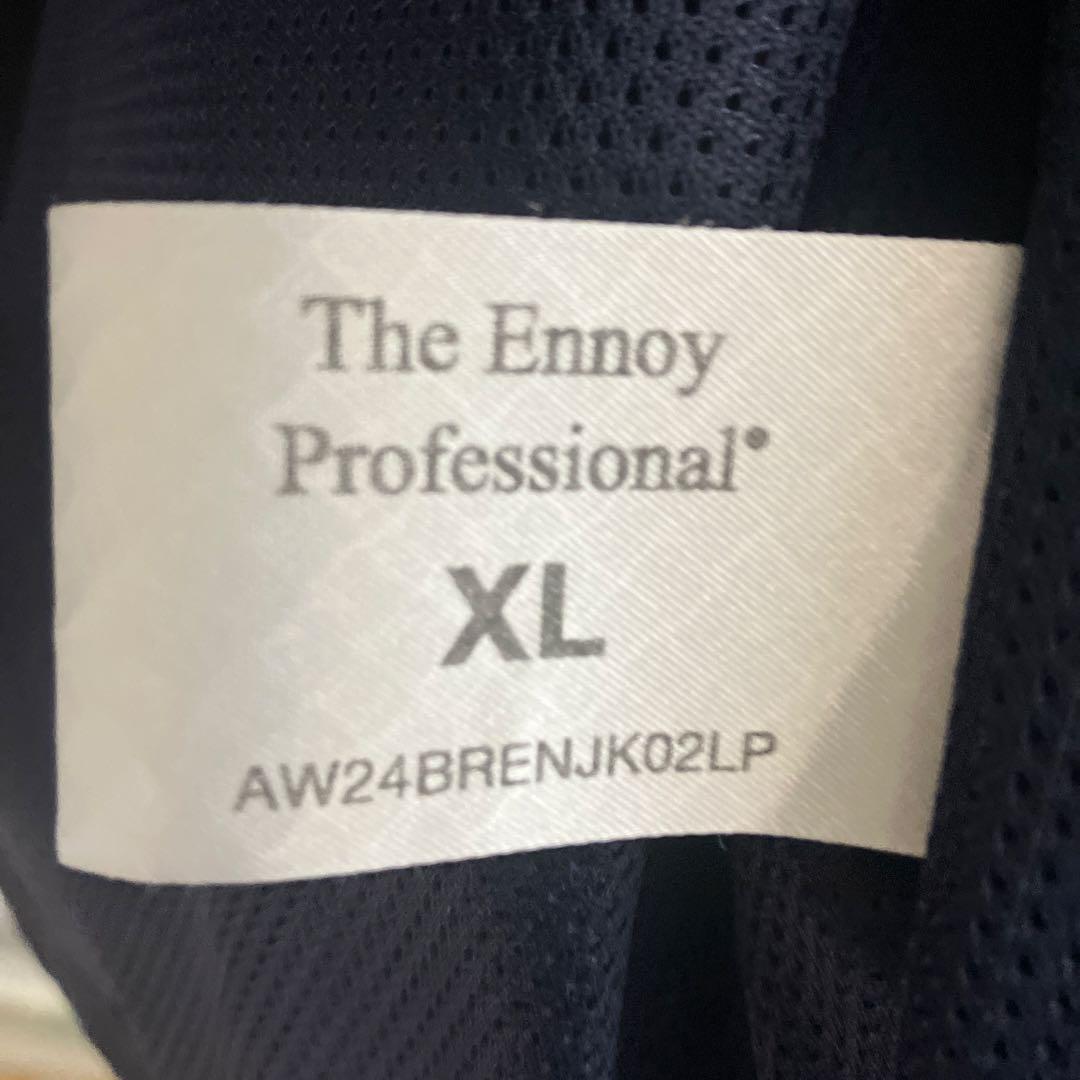 The Ennoy
Professional®
XL
AW24BRENJK02LP